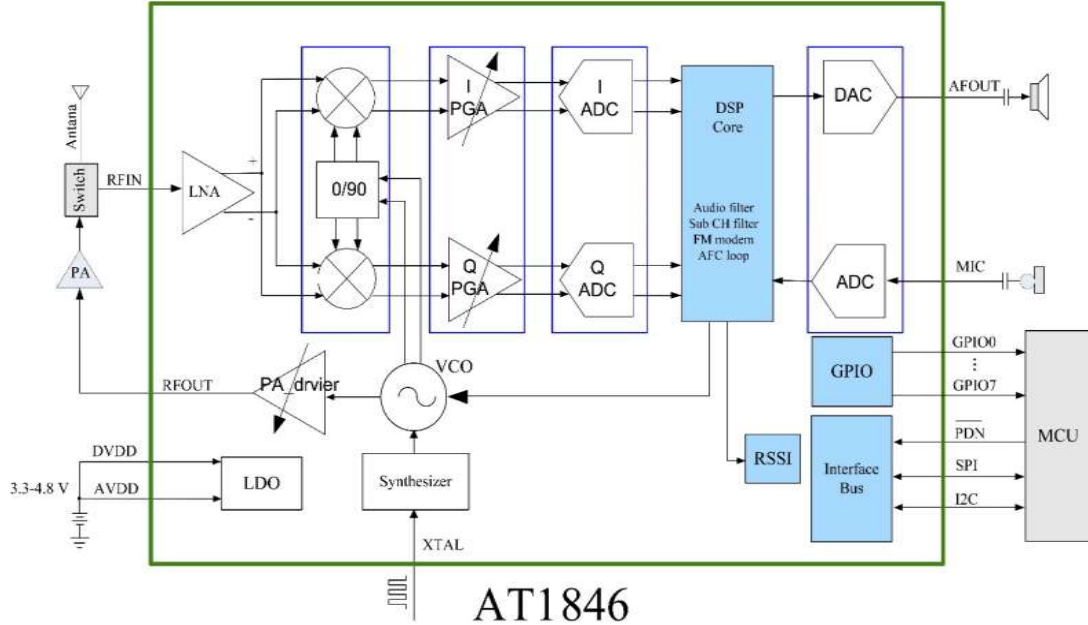 Antana
Switch
RFIN
PA
LNA
+
-
0/90
I
PGA
I
ADC
Q
PGA
Q
ADC
DSP
Core
Audio filter
Sub CH filter
FM modem
AFC loop
DAC
AFOUT
ADC
MIC
RFOUT
PA_drvier
VCO
GPIO
GPIO0
GPIO7
MCU
DVDD
3.3-4.8 V
AVDD
LDO
Synthesizer
RSSI
Interface
Bus
PDN
SPI
I2C
XTAL
AT1846